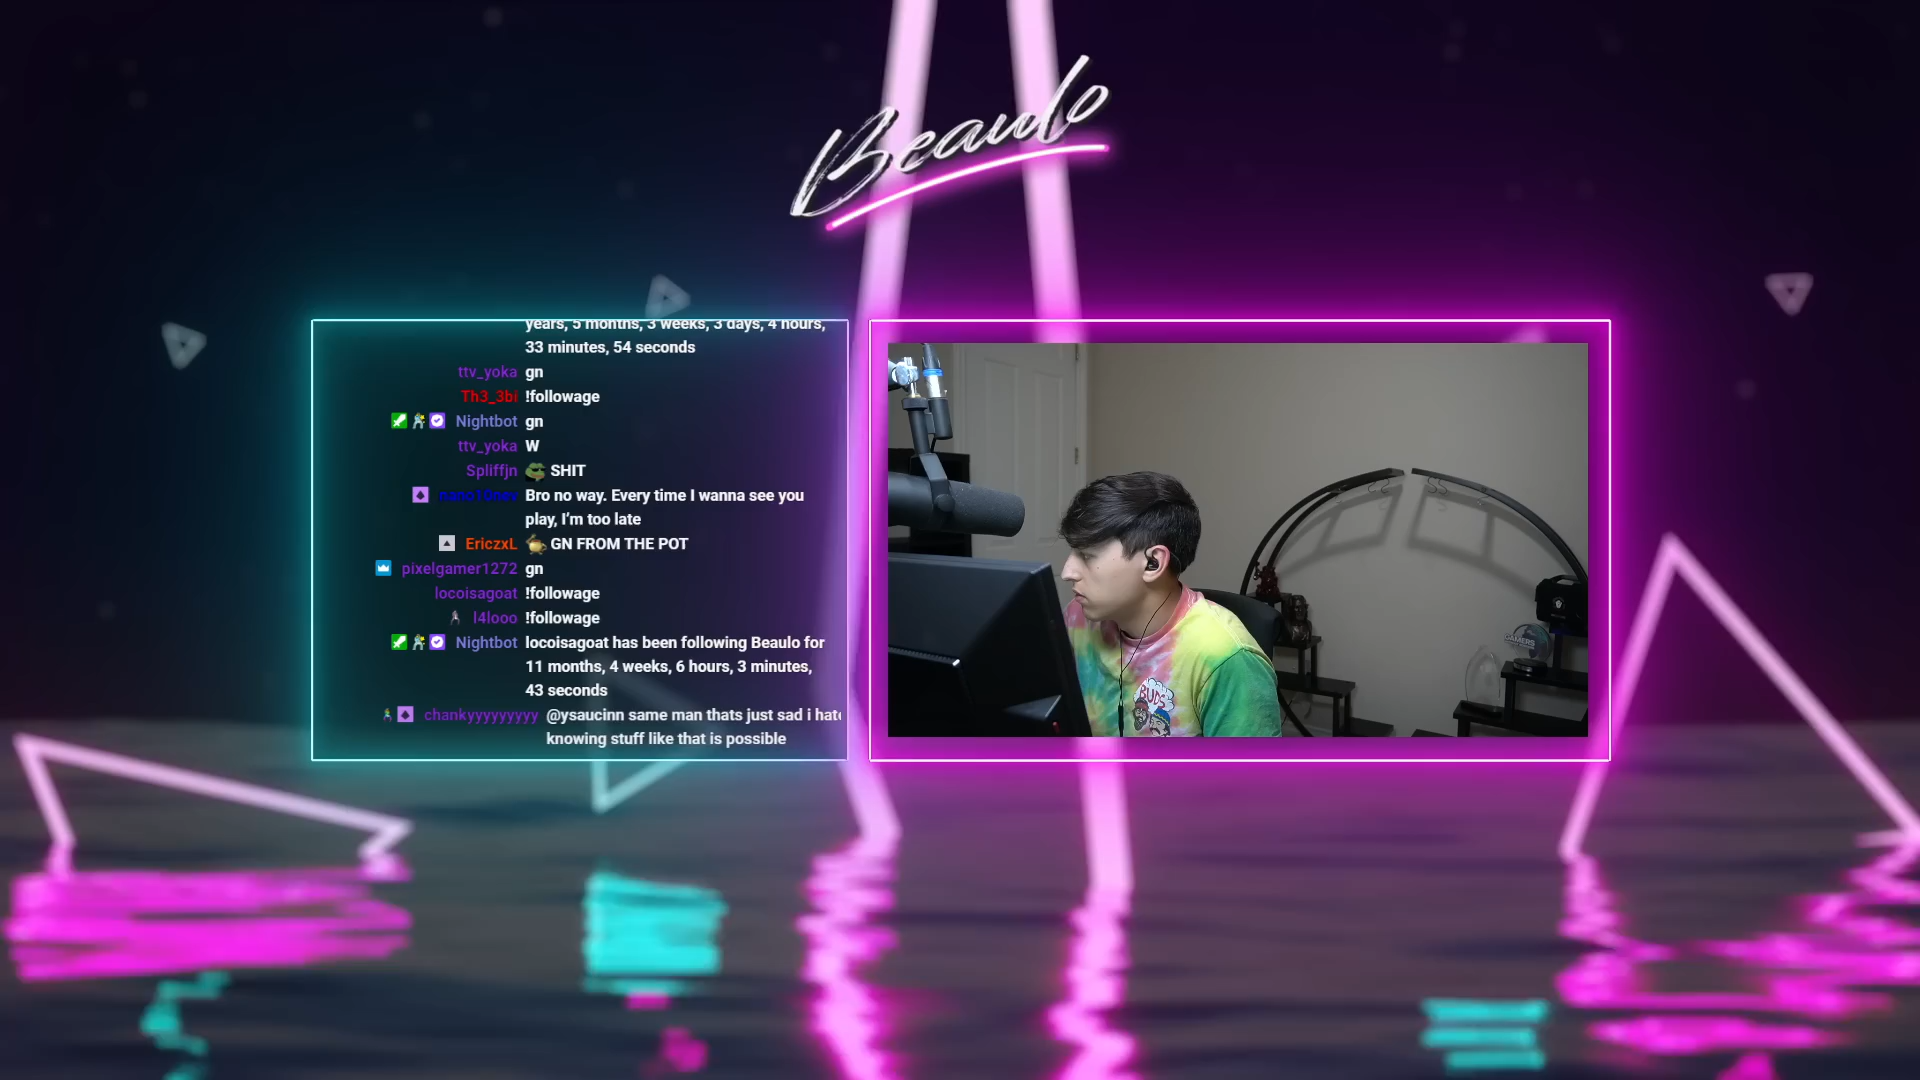 Beaulo
years, 5 months, 3 weeks, 3 days, 4 hours,
33 minutes, 54 seconds
ttv_yoka gn
Th3_3bi !followage
Nightbot gn
ttv_yoka W
Spliffjn SHIT
Bro no way. Every time I wanna see you
play, I'm too late
EriczxL GN FROM THE POT
pixelgamer1272 gn
locoisagoat !followage
l4looo !followage
Nightbot locoisagoat has been following Beaulo for
11 months, 4 weeks, 6 hours, 3 minutes,
43 seconds
chankyyyyyyyyy @ysaucinn same man thats just sad i hate
knowing stuff like that is possible
BUDS
GAMERS